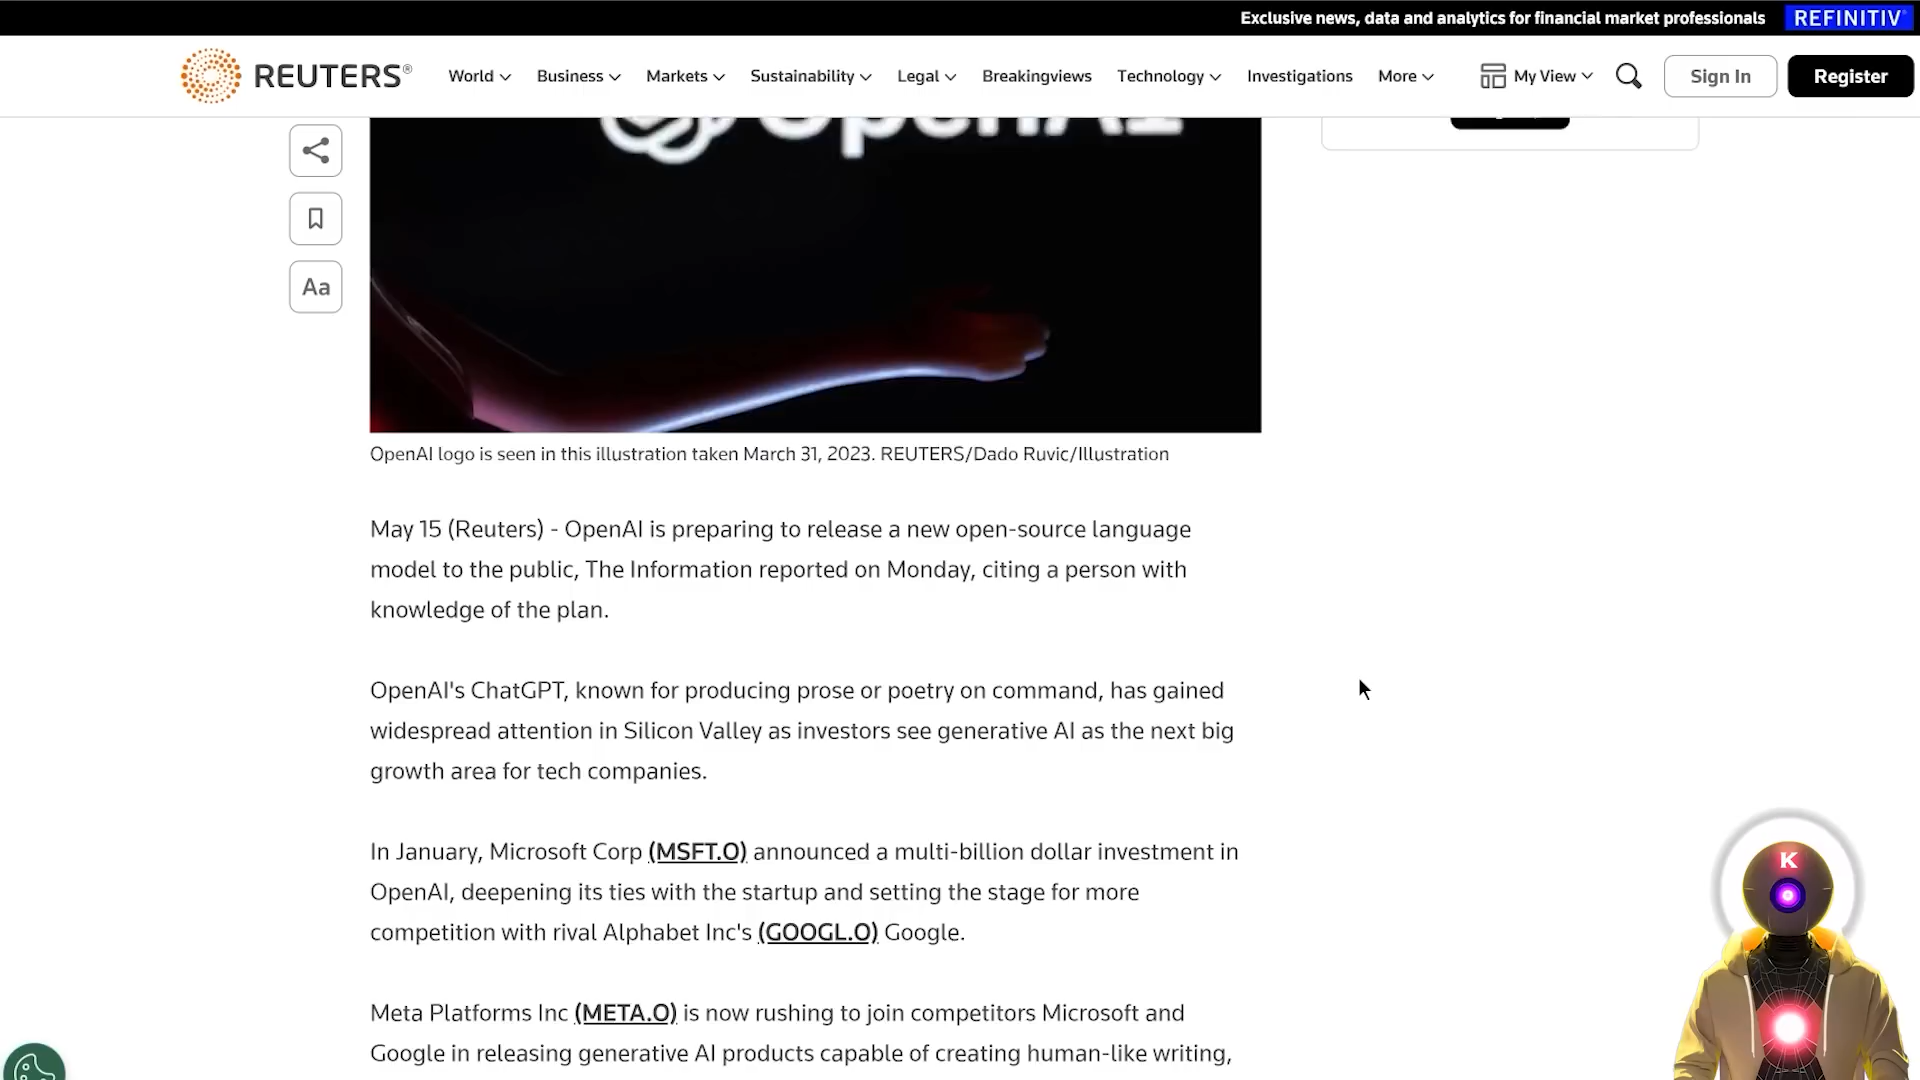 Exclusive news, data and analytics for financial market professionals REFINITIV
REUTERS® World Business Markets Sustainability Legal Breakingviews Technology Investigations More My View Sign In Register
OpenAI
Aa
OpenAI logo is seen in this illustration taken March 31, 2023. REUTERS/Dado Ruvic/Illustration
May 15 (Reuters) - OpenAI is preparing to release a new open-source language
model to the public, The Information reported on Monday, citing a person with
knowledge of the plan.
OpenAI's ChatGPT, known for producing prose or poetry on command, has gained
widespread attention in Silicon Valley as investors see generative AI as the next big
growth area for tech companies.
In January, Microsoft Corp (MSFT.O) announced a multi-billion dollar investment in
OpenAI, deepening its ties with the startup and setting the stage for more
competition with rival Alphabet Inc's (GOOGL.O) Google.
Meta Platforms Inc (META.O) is now rushing to join competitors Microsoft and
Google in releasing generative AI products capable of creating human-like writing,
K